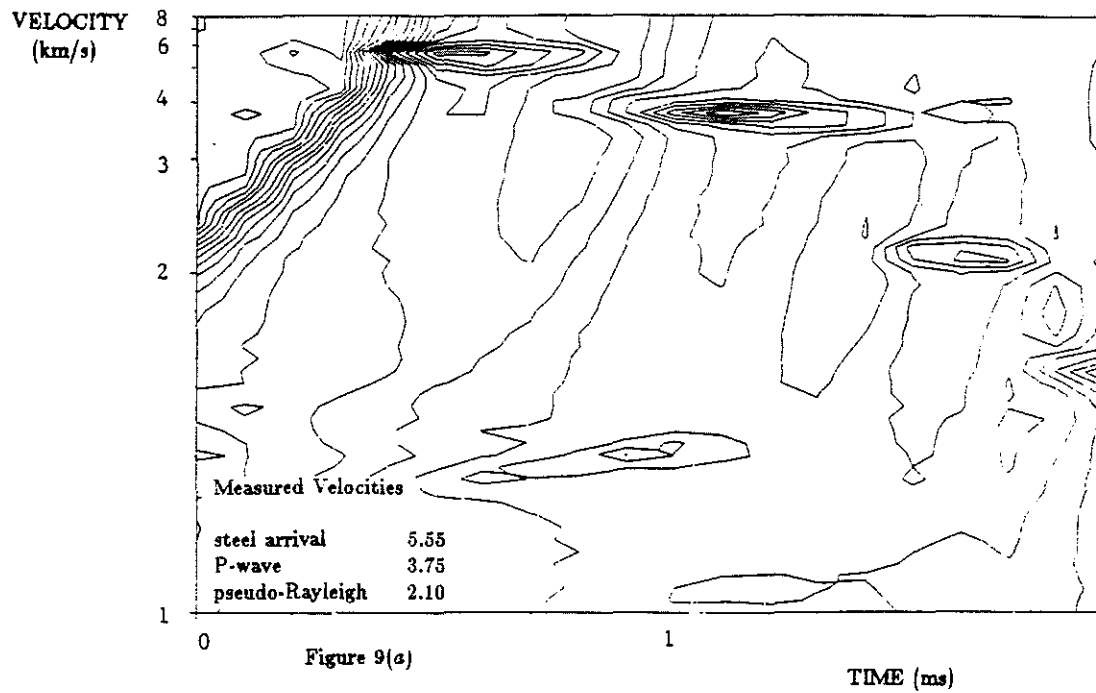 VELOCITY
(km/s)
8
6
4
3
2
1
Measured Velocities
steel arrival 5.55
P-wave 3.75
pseudo-Rayleigh 2.10
0
1
Figure 9(a)
TIME (ms)